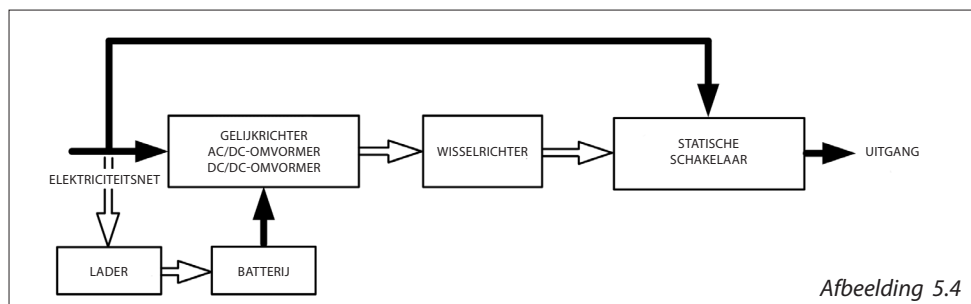 GELIJKRICHTER
AC/DC-OMVORMER
DC/DC-OMVORMER
WISSELRICHTER
STATISCHE
SCHAKELAAR
UITGANG
ELEKTRICITEITSNET
LADER
BATTERIJ
Afbeelding 5.4